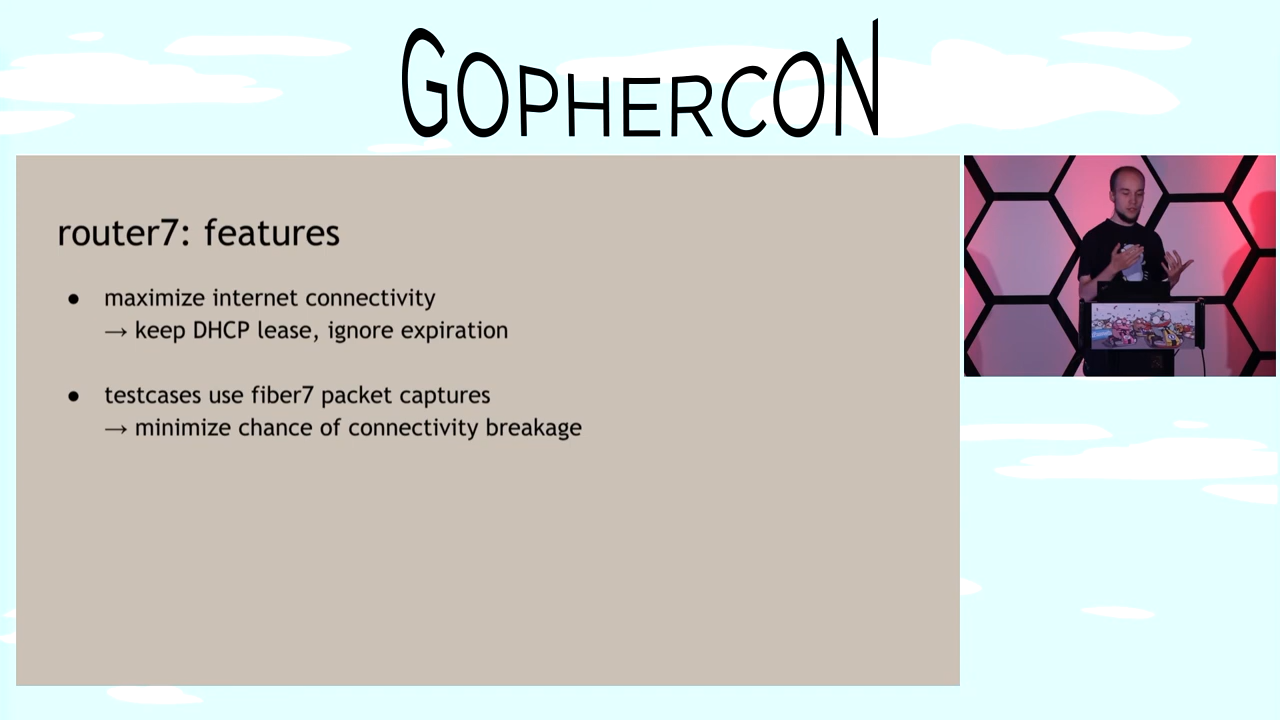 GOPHERCON
router7: features
● maximize internet connectivity
→ keep DHCP lease, ignore expiration
● testcases use fiber7 packet captures
→ minimize chance of connectivity breakage